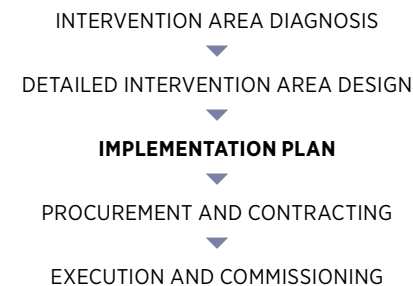 INTERVENTION AREA DIAGNOSIS
DETAILED INTERVENTION AREA DESIGN
IMPLEMENTATION PLAN
PROCUREMENT AND CONTRACTING
EXECUTION AND COMMISSIONING